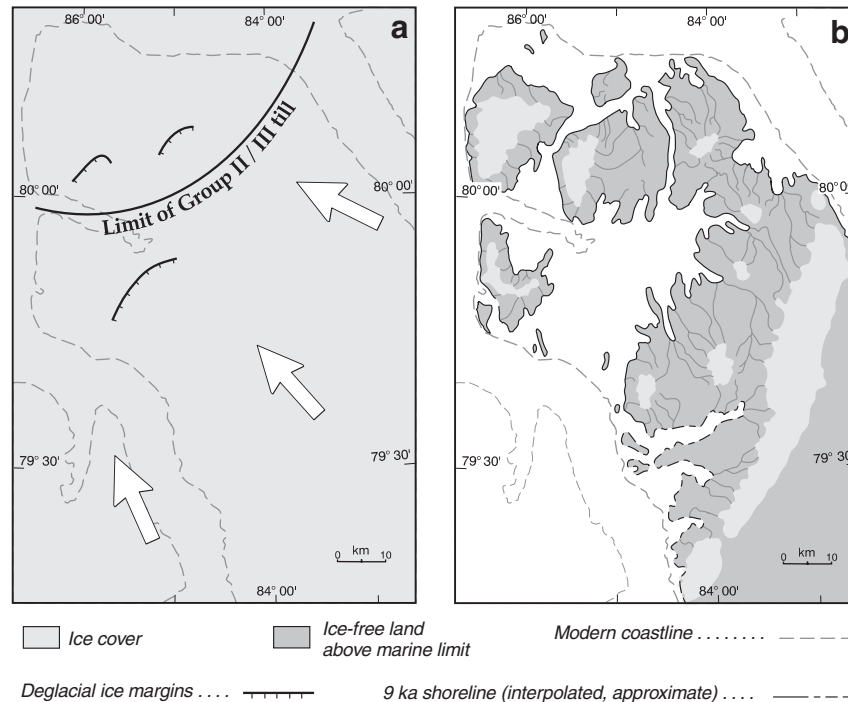 86° 00'
84° 00'
a
Limit of Group II / III till
80° 00'
80° 00'
79° 30'
79° 30'
km
0 10
84° 00'
86° 00'
84° 00'
b
80° 00'
80° 00'
79° 30'
79° 30'
km
0 10
84° 00'
Ice cover
Ice-free land
above marine limit
Modern coastline ........
Deglacial ice margins ....
9 ka shoreline (interpolated, approximate) ....